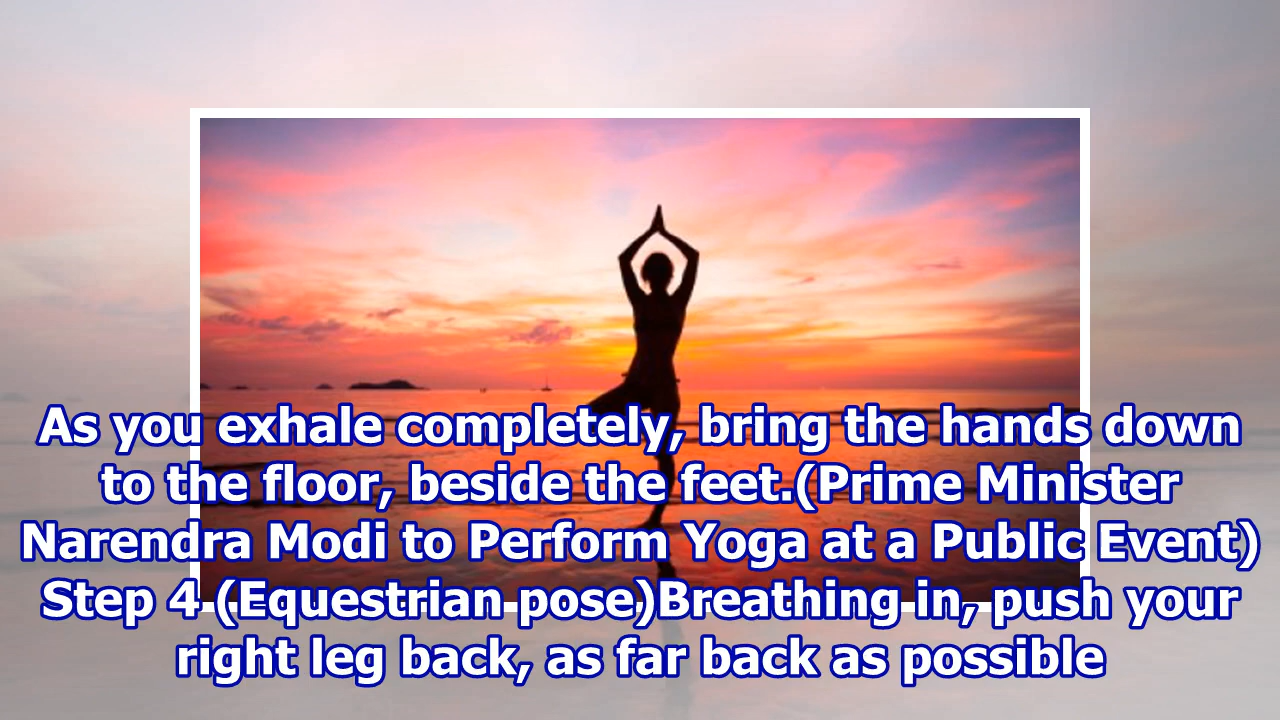 As you exhale completely, bring the hands down
to the floor, beside the feet.(Prime Minister
Narendra Modi to Perform Yoga at a Public Event)
Step 4 (Equestrian pose)Breathing in, push your
right leg back, as far back as possible